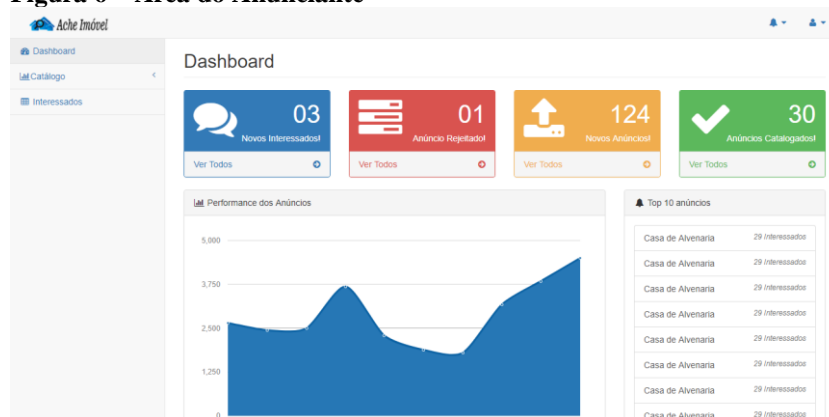 Figura 6 – Área do Anunciante
Ache Imóvel
Dashboard
Catálogo
Interessados
Dashboard
03
Novos Interessados!
Ver Todos
01
Anúncio Rejeitado!
Ver Todos
124
Novos Anúncios!
Ver Todos
30
Anúncios Catalogados!
Ver Todos
Performance dos Anúncios
5,000
3,750
2,500
1,250
0
Top 10 anúncios
Casa de Alvenaria 29 Interessados
Casa de Alvenaria 29 Interessados
Casa de Alvenaria 29 Interessados
Casa de Alvenaria 29 Interessados
Casa de Alvenaria 29 Interessados
Casa de Alvenaria 29 Interessados
Casa de Alvenaria 29 Interessados
Casa de Alvenaria 29 Interessados